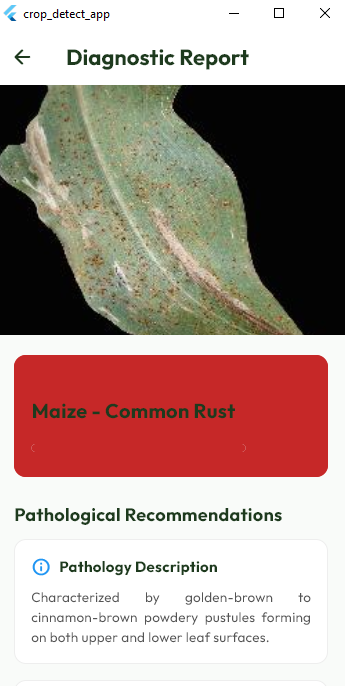 crop_detect_app
Diagnostic Report
Maize - Common Rust
Pathological Recommendations
Pathology Description
Characterized by golden-brown to
cinnamon-brown powdery pustules forming
on both upper and lower leaf surfaces.